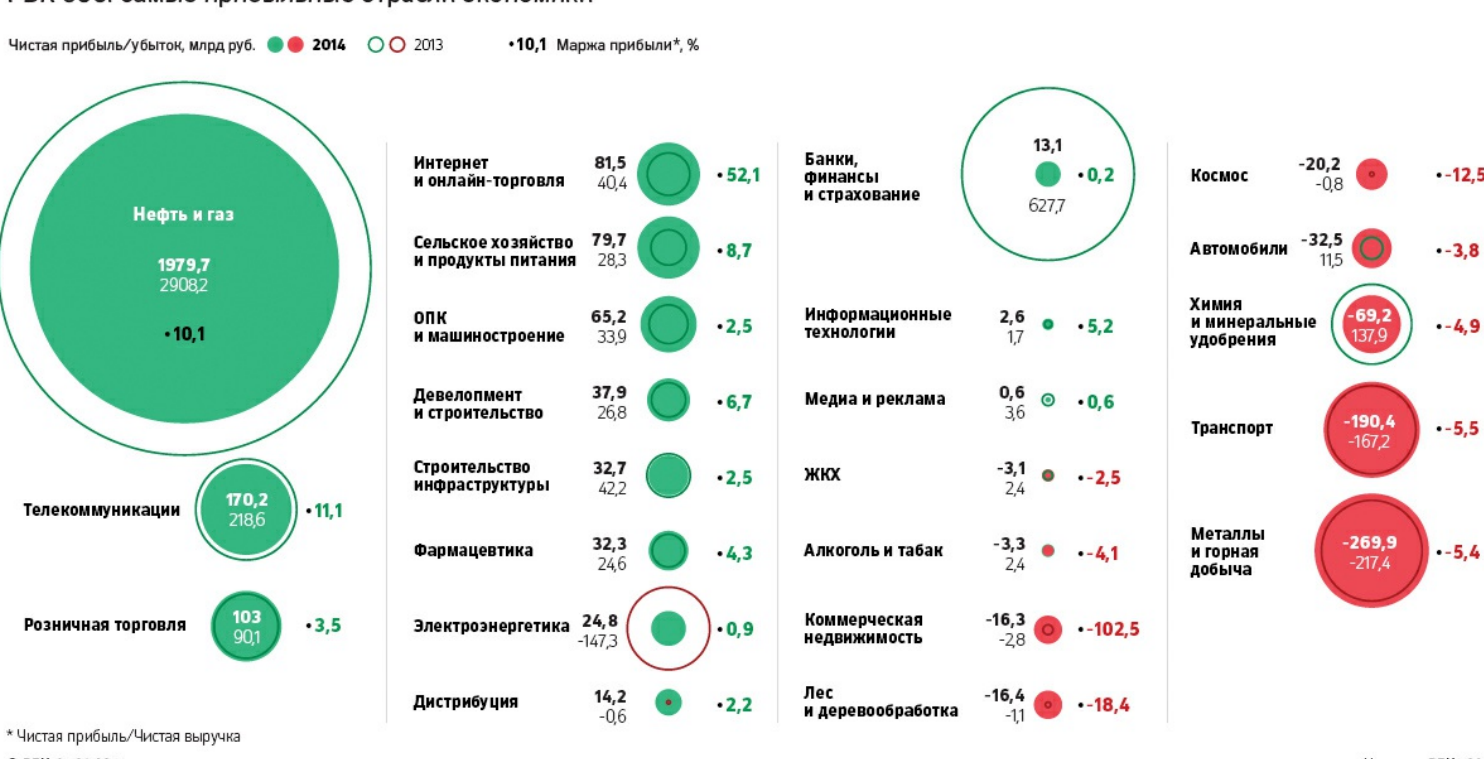 Чистая прибыль/убыток, млрд руб. 2014 2013 •10,1 Маржа прибыли*, %
Нефть и газ
1979,7
2908,2
•10,1
Телекоммуникации
170,2
218,6
•11,1
Розничная торговля
103
90,1
•3,5
Интернет
и онлайн-торговля
81,5
40,4
•52,1
Сельское хозяйство
и продукты питания
79,7
28,3
•8,7
ОПК
и машиностроение
65,2
33,9
•2,5
Девелопмент
и строительство
37,9
26,8
•6,7
Строительство
инфраструктуры
32,7
42,2
•2,5
Фармацевтика
32,3
24,6
•4,3
Электроэнергетика
24,8
-147,3
•0,9
Дистрибуция
14,2
-0,6
•2,2
Банки,
финансы
и страхование
13,1
627,7
•0,2
Информационные
технологии
2,6
1,7
•5,2
Медиа и реклама
0,6
3,6
•0,6
ЖКХ
-3,1
2,4
•-2,5
Алкоголь и табак
-3,3
2,4
•-4,1
Коммерческая
недвижимость
-16,3
-2,8
•-102,5
Лес
и деревообработка
-16,4
-1,1
•-18,4
Космос
-20,2
-0,8
•-12,5
Автомобили
-32,5
11,5
•-3,8
Химия
и минеральные
удобрения
-69,2
137,9
•-4,9
Транспорт
-190,4
-167,2
•-5,5
Металлы
и горная
добыча
-269,9
-217,4
•-5,4
* Чистая прибыль/Чистая выручка